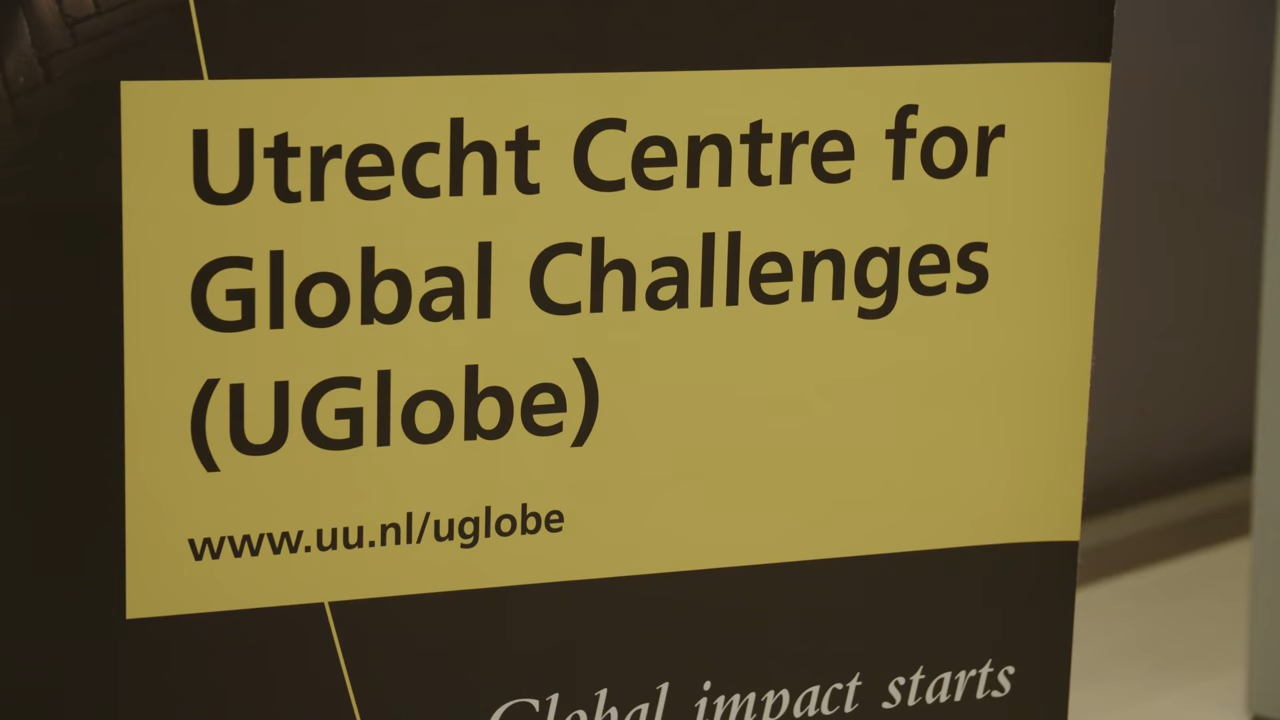 Utrecht Centre for
Global Challenges
(UGlobe)
www.uu.nl/uglobe
Global impact starts